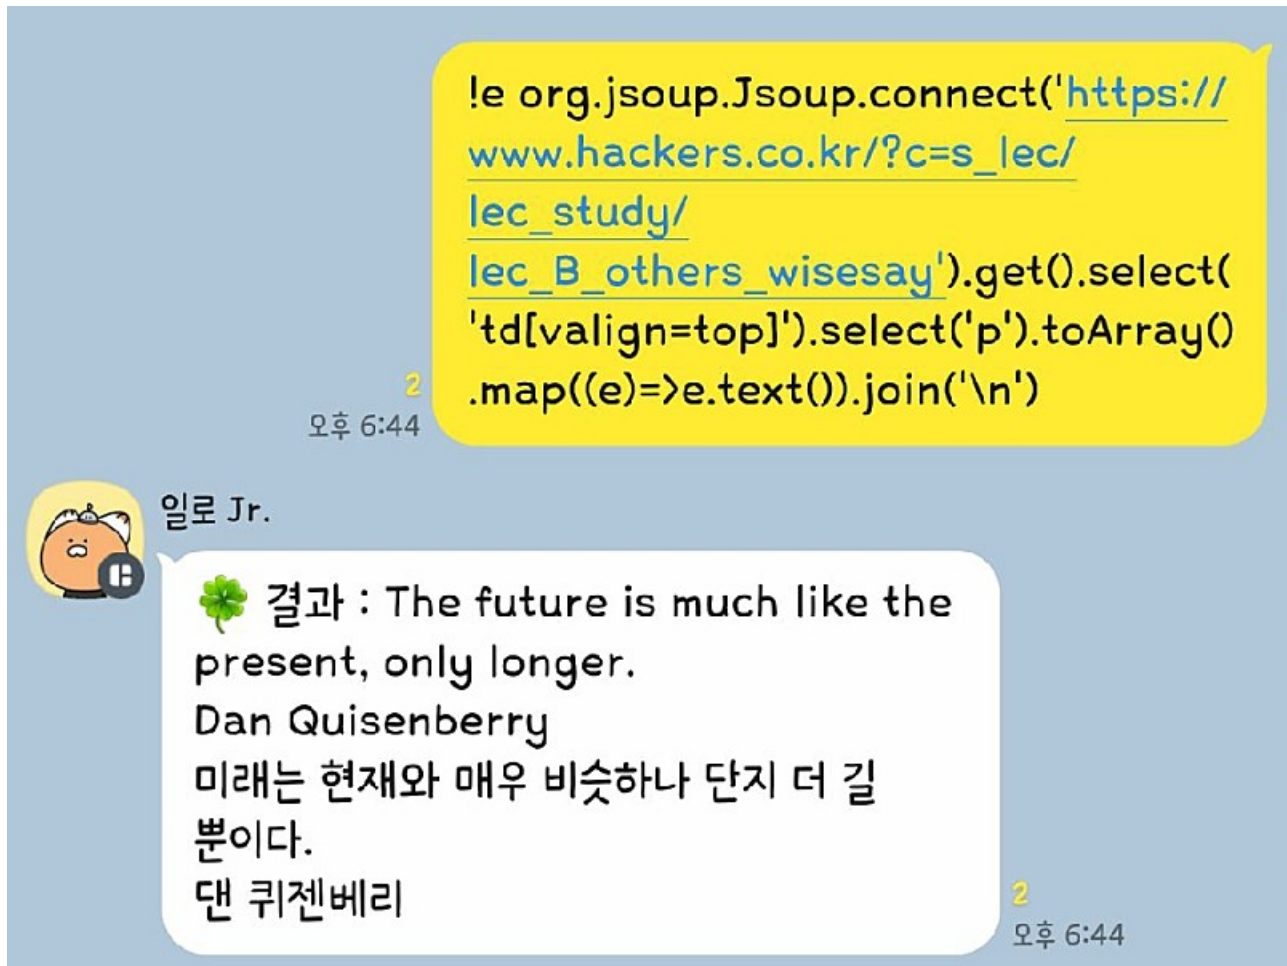 !e org.jsoup.Jsoup.connect('https://
www.hackers.co.kr/?c=s_lec/
lec_study/
lec_B_others_wisesay').get().select(
'td[valign=top]').select('p').toArray()
.map((e)=>e.text()).join('\n')
2
오후 6:44
일로 Jr.
🍀 결과 : The future is much like the
present, only longer.
Dan Quisenberry
미래는 현재와 매우 비슷하나 단지 더 길
뿐이다.
댄 퀴젠베리
2
오후 6:44